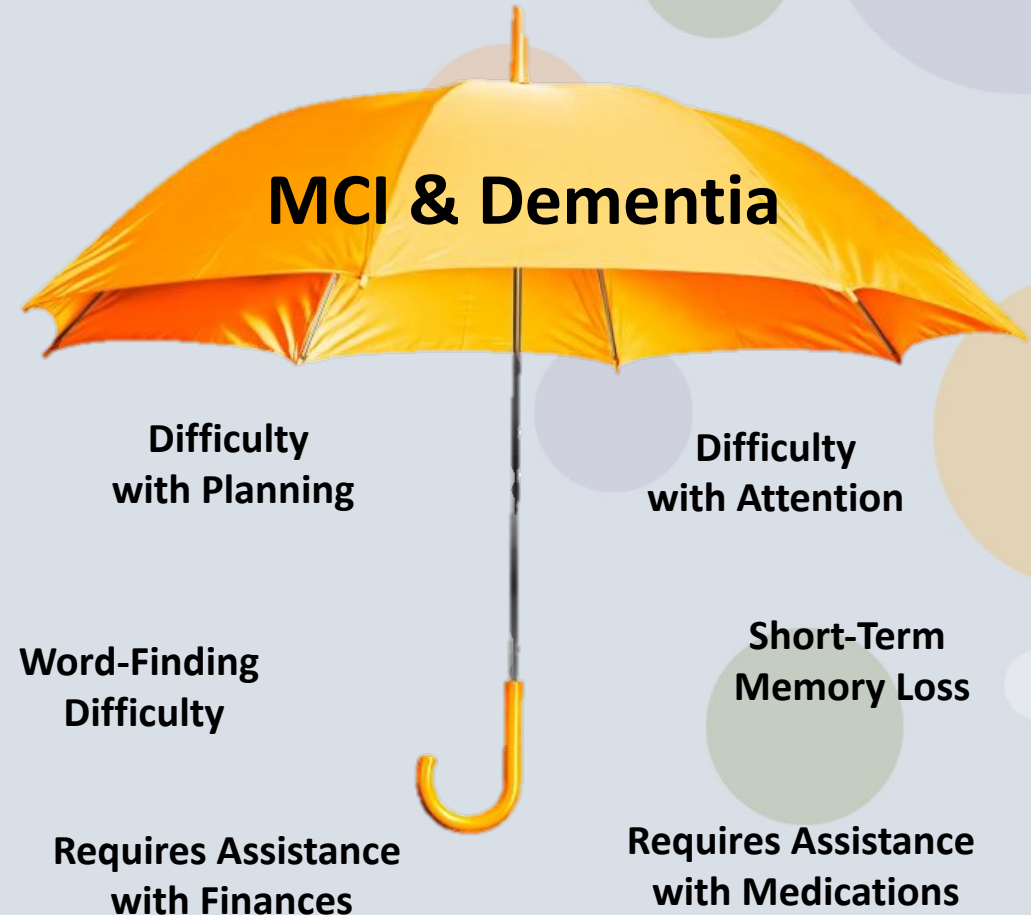 MCI & Dementia
Difficulty
with Planning
Difficulty
with Attention
Word-Finding
Difficulty
Short-Term
Memory Loss
Requires Assistance
with Finances
Requires Assistance
with Medications